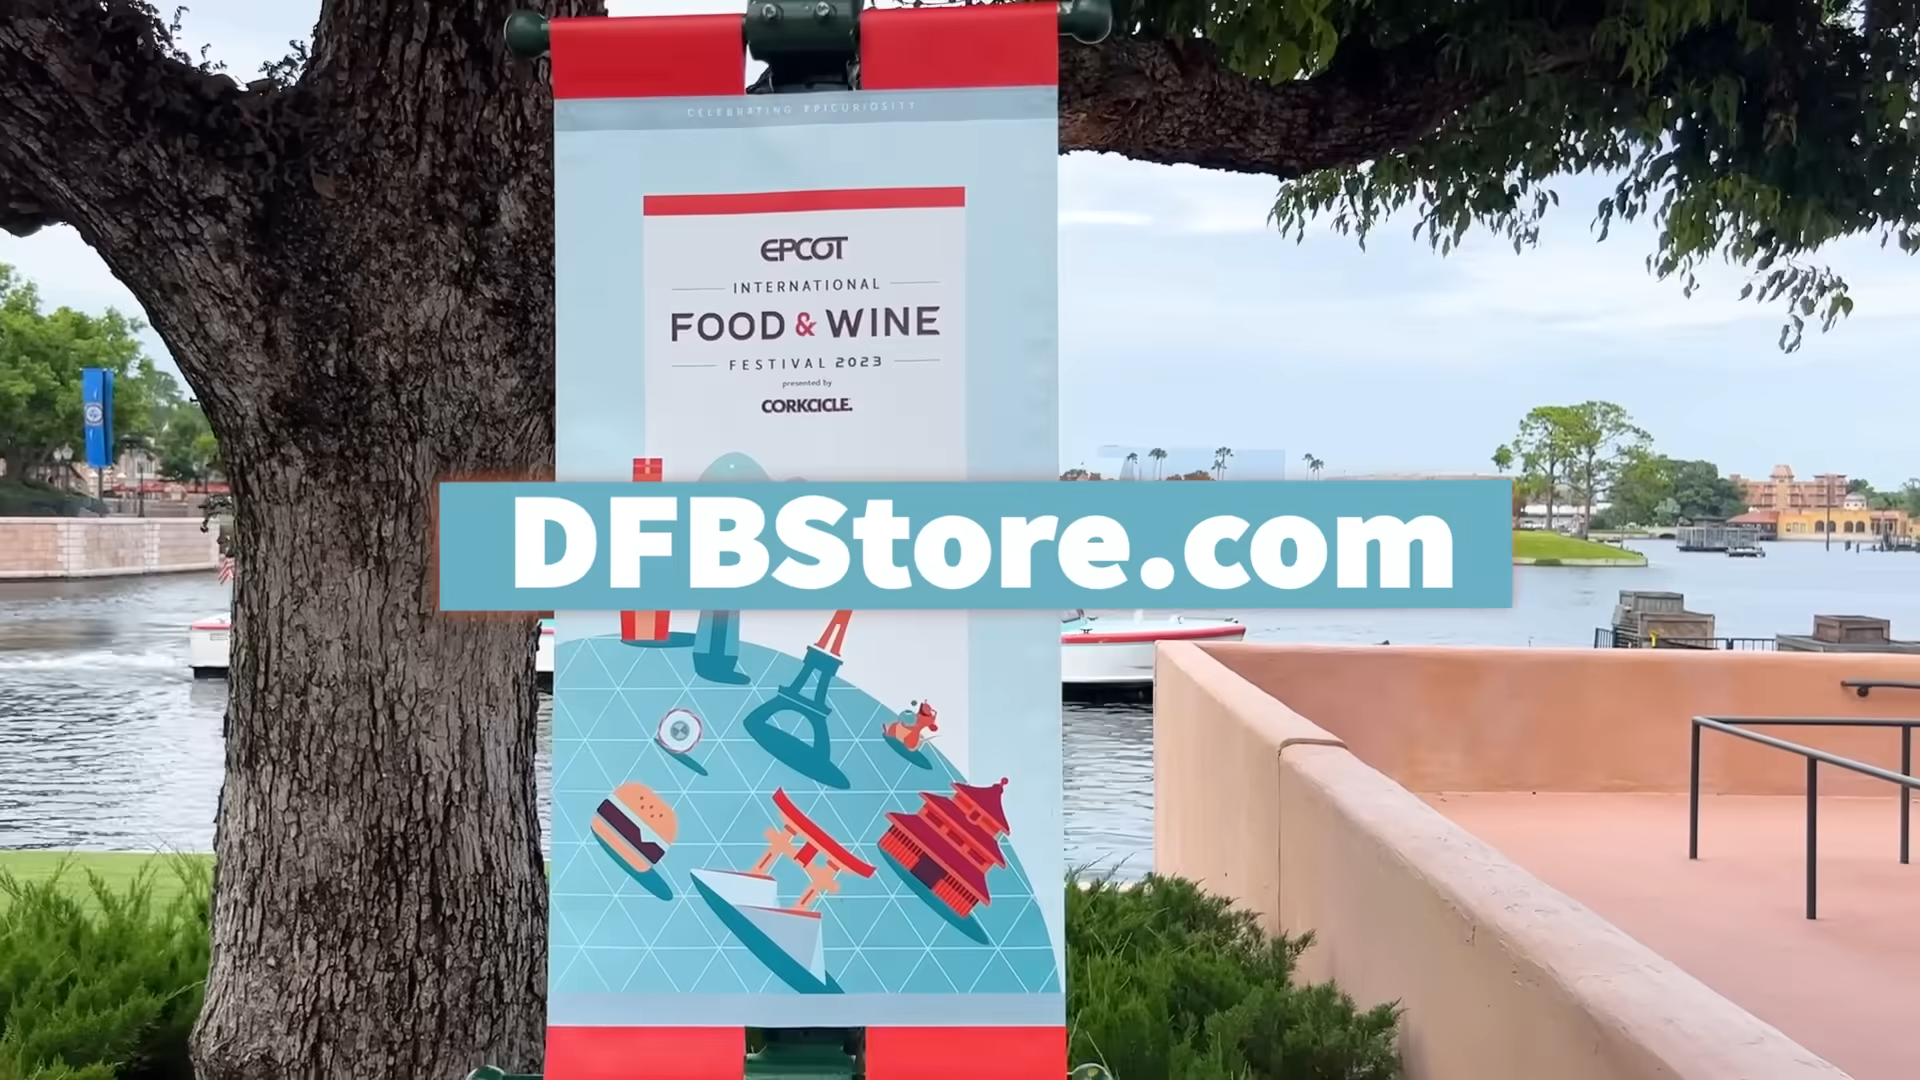 CELEBRATING EPICURIOSITY
EPCOT
INTERNATIONAL
FOOD & WINE
FESTIVAL 2023
presented by
CORKCICLE.
DFBStore.com